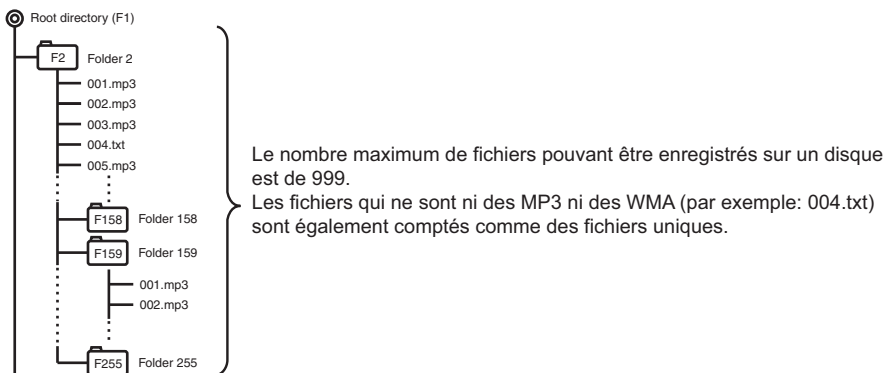 Root directory (F1)
F2 Folder 2
001.mp3
002.mp3
003.mp3
004.txt
005.mp3
F158 Folder 158
F159 Folder 159
001.mp3
002.mp3
F255 Folder 255
Le nombre maximum de fichiers pouvant être enregistrés sur un disque
est de 999.
Les fichiers qui ne sont ni des MP3 ni des WMA (par exemple: 004.txt)
sont également comptés comme des fichiers uniques.